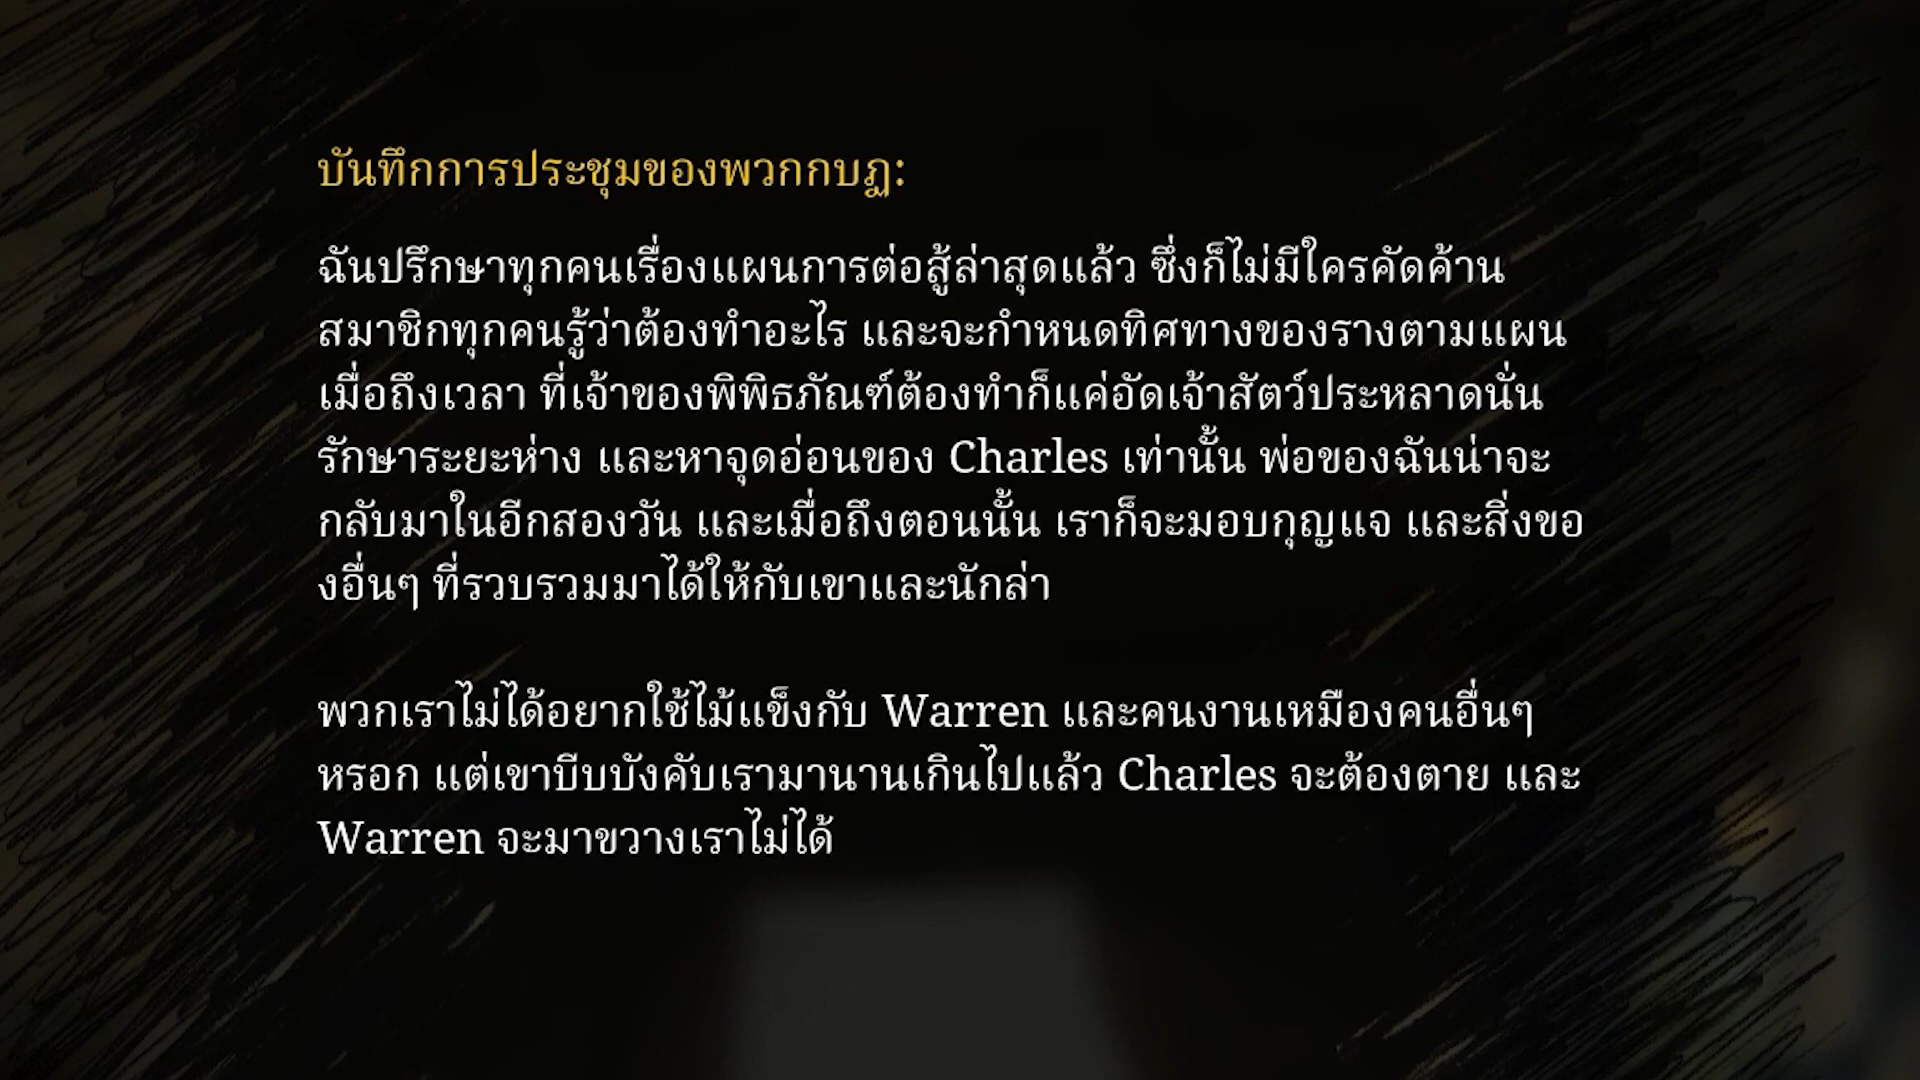 บันทึกการประชุมของพวกกบฏ:
ฉันปรึกษาทุกคนเรื่องแผนการต่อสู้ล่าสุดแล้ว ซึ่งก็ไม่มีใครคัดค้าน
สมาชิกทุกคนรู้ว่าต้องทำอะไร และจะกำหนดทิศทางของรางตามแผน
เมื่อถึงเวลา ที่เจ้าของพิพิธภัณฑ์ต้องทำก็แค่อัดเจ้าสัตว์ประหลาดนั่น
รักษาระยะห่าง และหาจุดอ่อนของ Charles เท่านั้น พ่อของฉันน่าจะ
กลับมาในอีกสองวัน และเมื่อถึงตอนนั้น เราก็จะมอบกุญแจ และสิ่งขอ
งอื่นๆ ที่รวบรวมมาได้ให้กับเขาและนักล่า
พวกเราไม่ได้อยากใช้ไม้แข็งกับ Warren และคนงานเหมืองคนอื่นๆ
หรอก แต่เขาบีบบังคับเรามานานเกินไปแล้ว Charles จะต้องตาย และ
Warren จะมาขวางเราไม่ได้